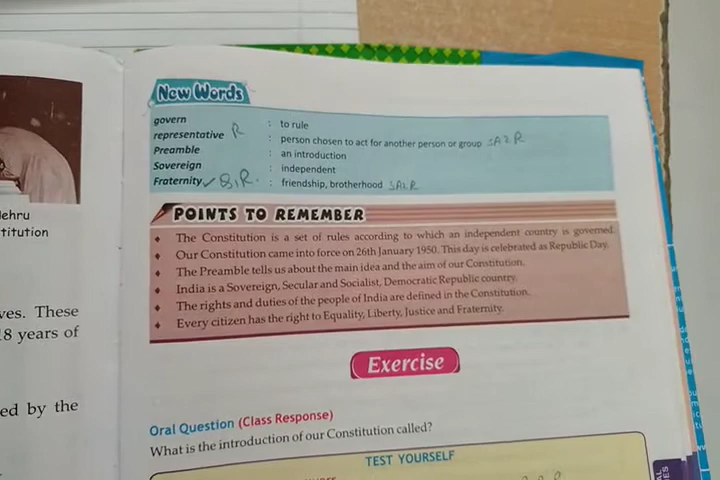 New Words
govern : to rule
representative R : person chosen to act for another person or group SA2 R
Preamble : an introduction
Sovereign : independent
Fraternity : friendship, brotherhood
POINTS TO REMEMBER
The Constitution is a set of rules according to which an independent country is governed.
Our Constitution came into force on 26th January 1950. This day is celebrated as Republic Day.
The Preamble tells us about the main idea and the aim of our Constitution.
India is a Sovereign, Secular and Socialist, Democratic Republic country.
The rights and duties of the people of India are defined in the Constitution.
Every citizen has the right to Equality, Liberty, Justice and Fraternity.
Exercise
Oral Question (Class Response)
What is the introduction of our Constitution called?
TEST YOURSELF
ehru
titution
ves. These
8 years of
ed by the